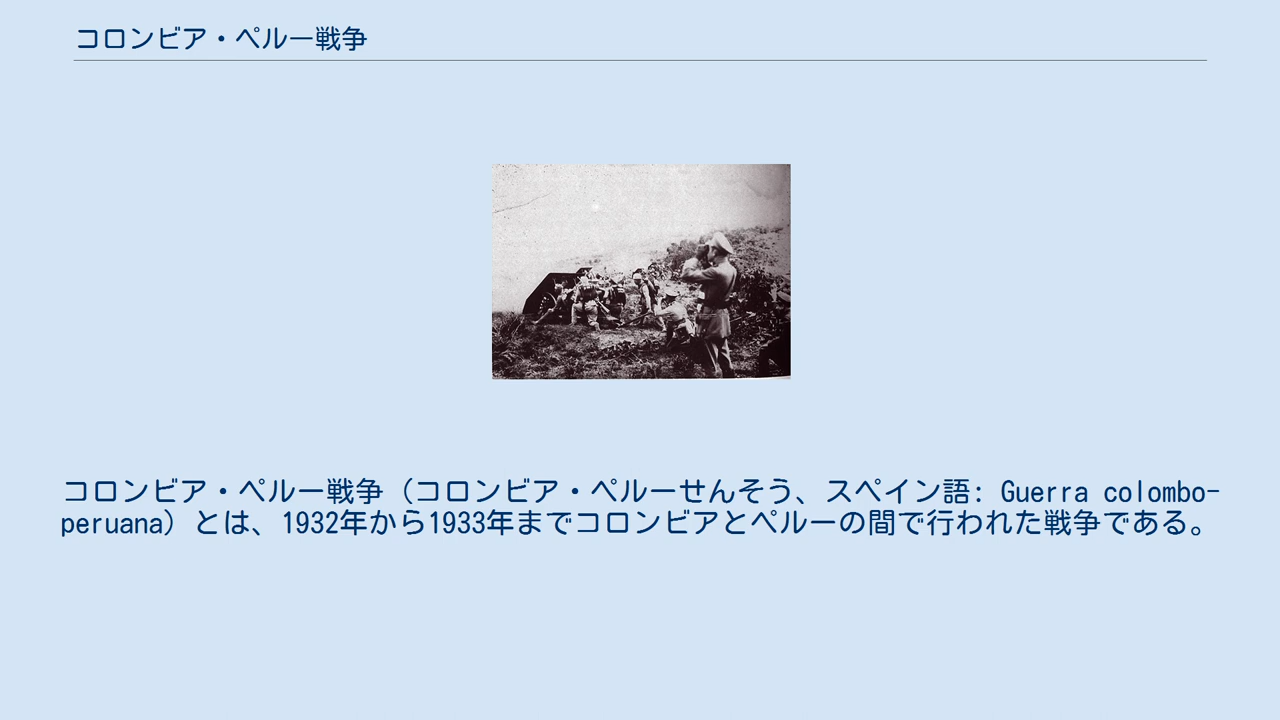 コロンビア・ペルー戦争
コロンビア・ペルー戦争（コロンビア・ペルーせんそう、スペイン語: Guerra colombo-
peruana）とは、1932年から1933年までコロンビアとペルーの間で行われた戦争である。